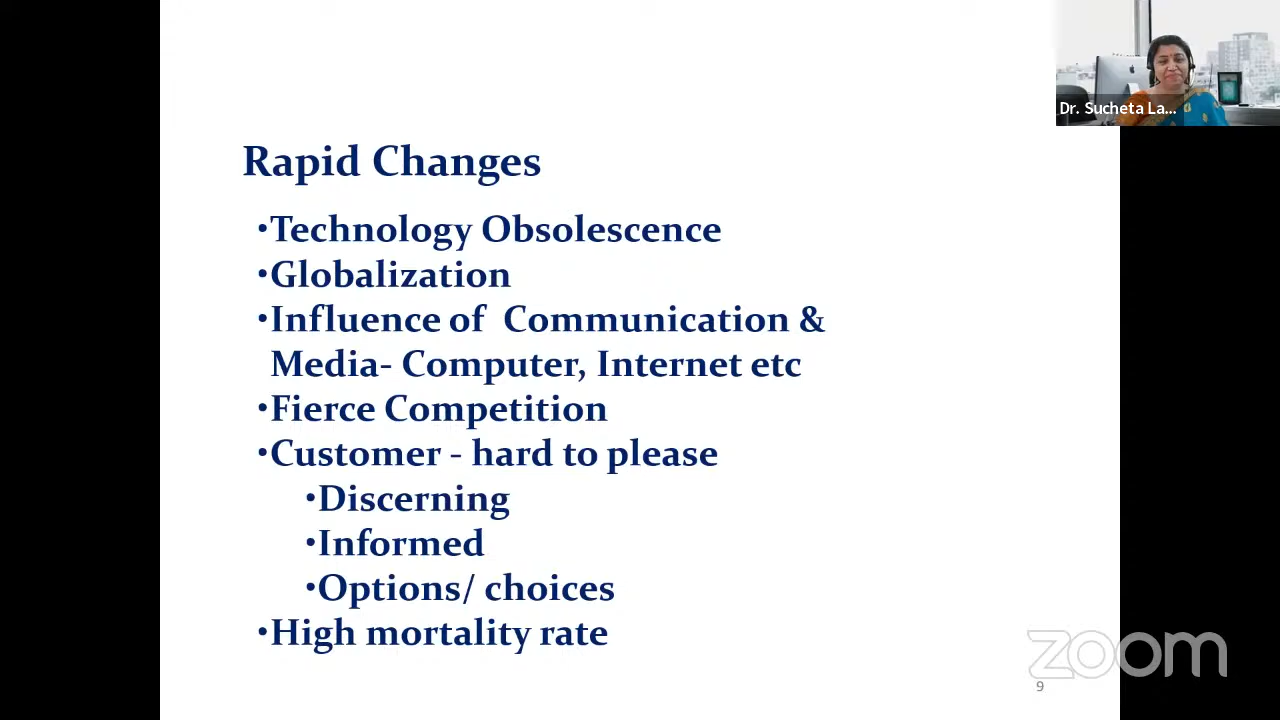 Dr. Sucheta La...
Rapid Changes
•Technology Obsolescence
•Globalization
•Influence of Communication &
Media- Computer, Internet etc
•Fierce Competition
•Customer - hard to please
•Discerning
•Informed
•Options/ choices
•High mortality rate
zoom
9